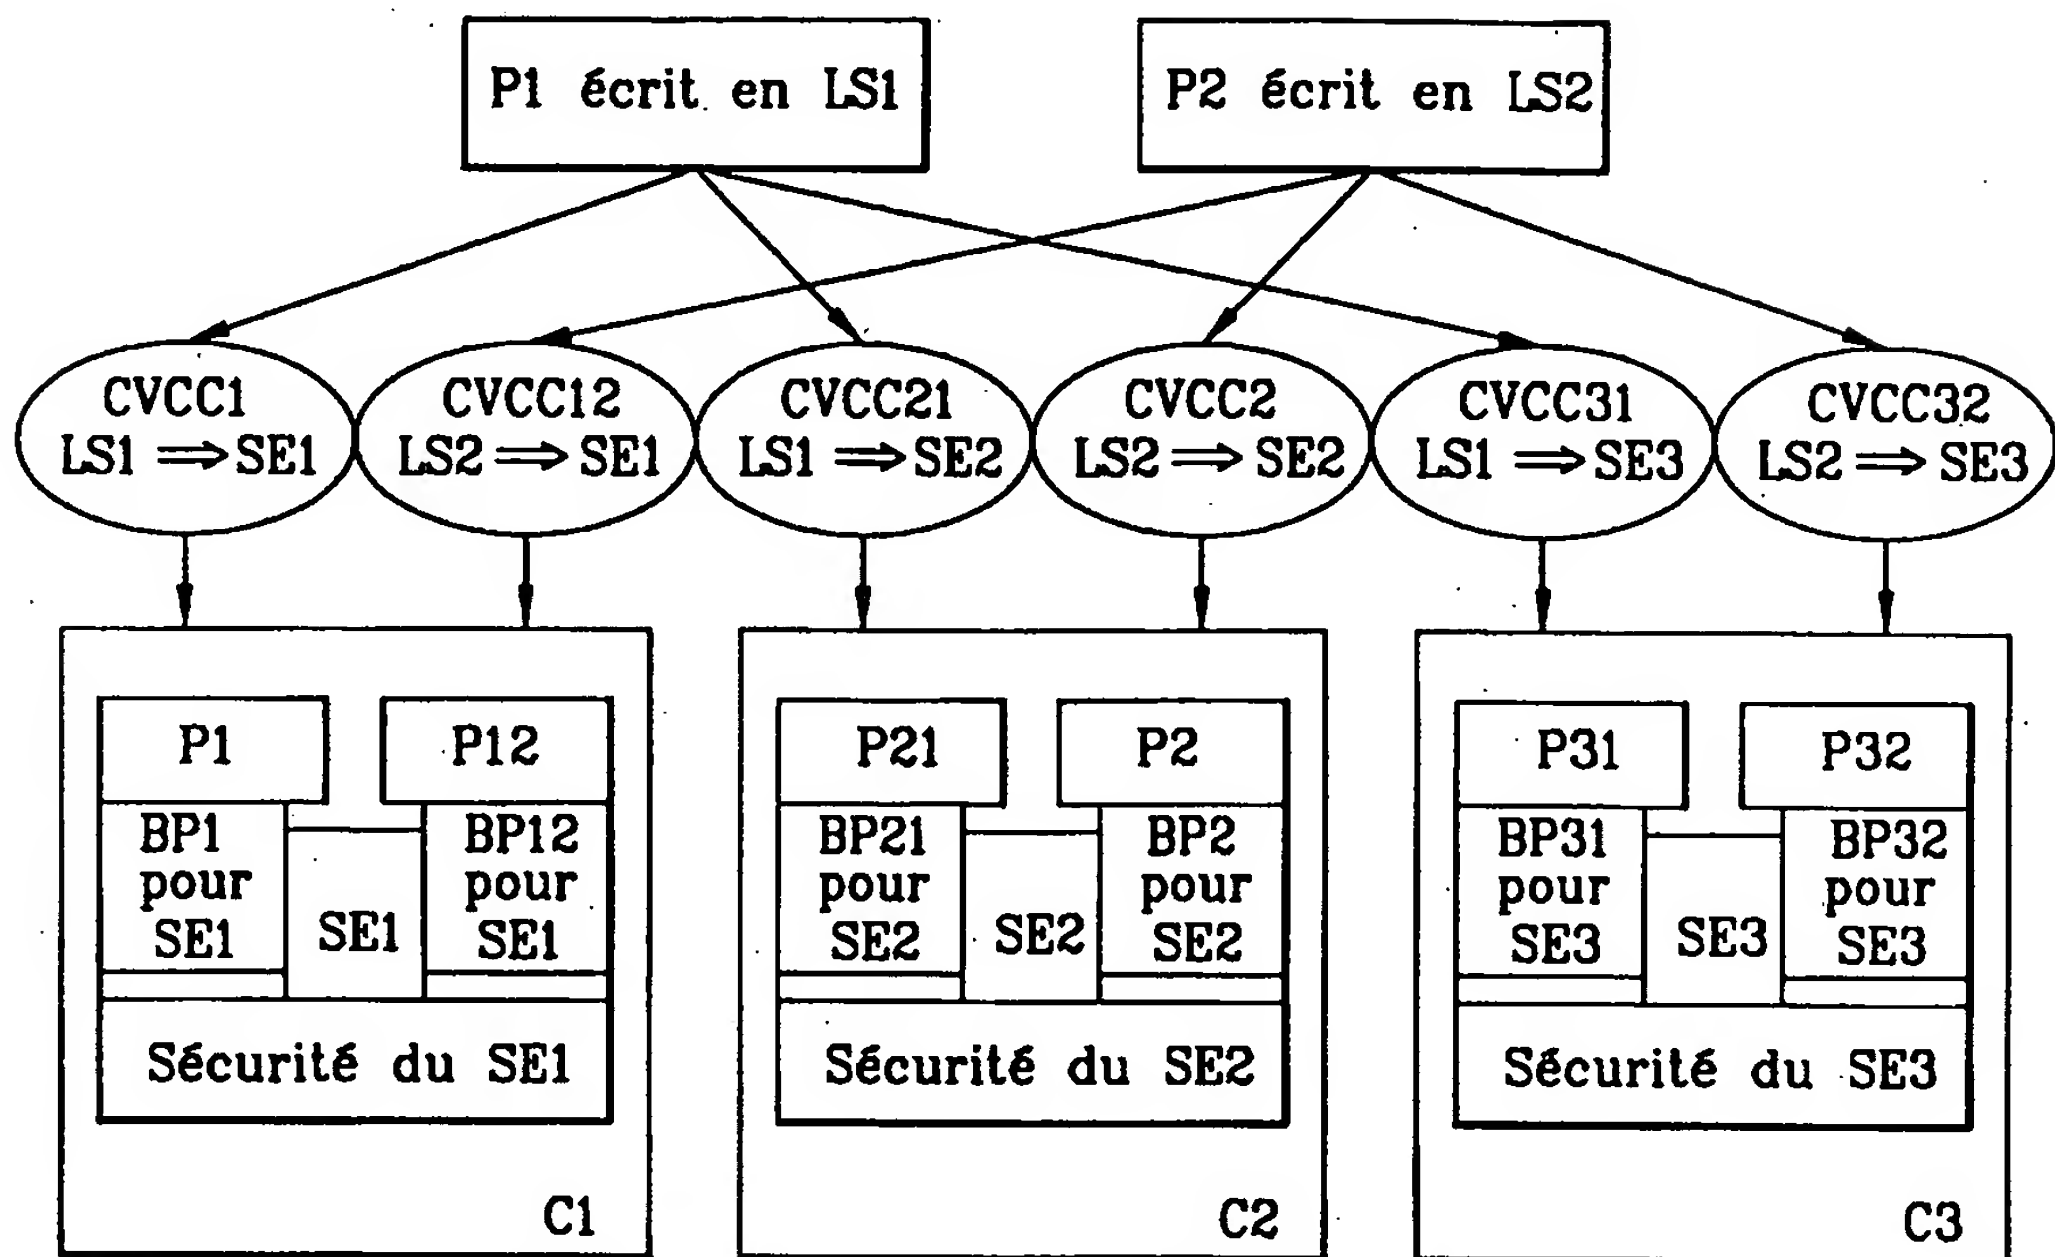 P1 écrit en LS1
P2 écrit en LS2
CVCC1
LS1 ⇒ SE1
CVCC12
LS2 ⇒ SE1
CVCC21
LS1 ⇒ SE2
CVCC2
LS2 ⇒ SE2
CVCC31
LS1 ⇒ SE3
CVCC32
LS2 ⇒ SE3
P1
P12
BP1
pour
SE1
SE1
BP12
pour
SE1
Sécurité du SE1
C1
P21
P2
BP21
pour
SE2
SE2
BP2
pour
SE2
Sécurité du SE2
C2
P31
P32
BP31
pour
SE3
SE3
BP32
pour
SE3
Sécurité du SE3
C3